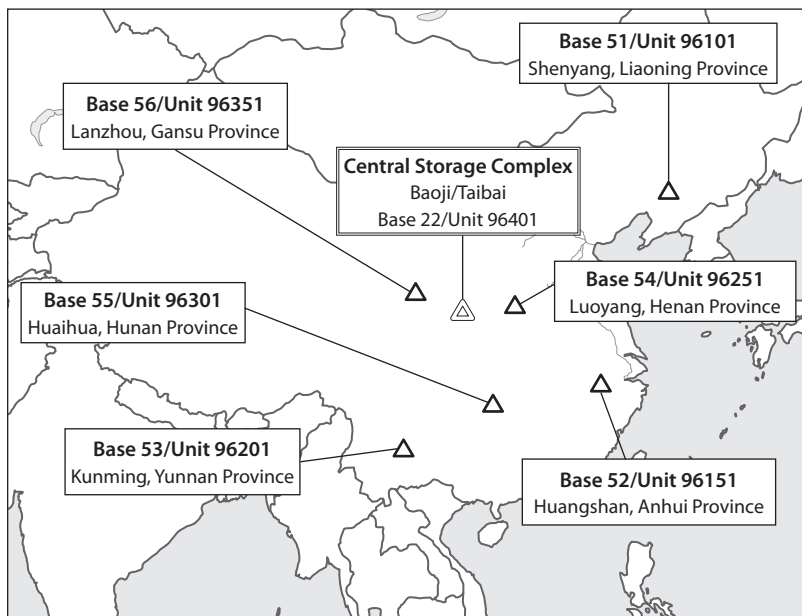 Base 51/Unit 96101
Shenyang, Liaoning Province
Base 56/Unit 96351
Lanzhou, Gansu Province
Central Storage Complex
Baoji/Taibai
Base 22/Unit 96401
Base 54/Unit 96251
Luoyang, Henan Province
Base 55/Unit 96301
Huaihua, Hunan Province
Base 53/Unit 96201
Kunming, Yunnan Province
Base 52/Unit 96151
Huangshan, Anhui Province